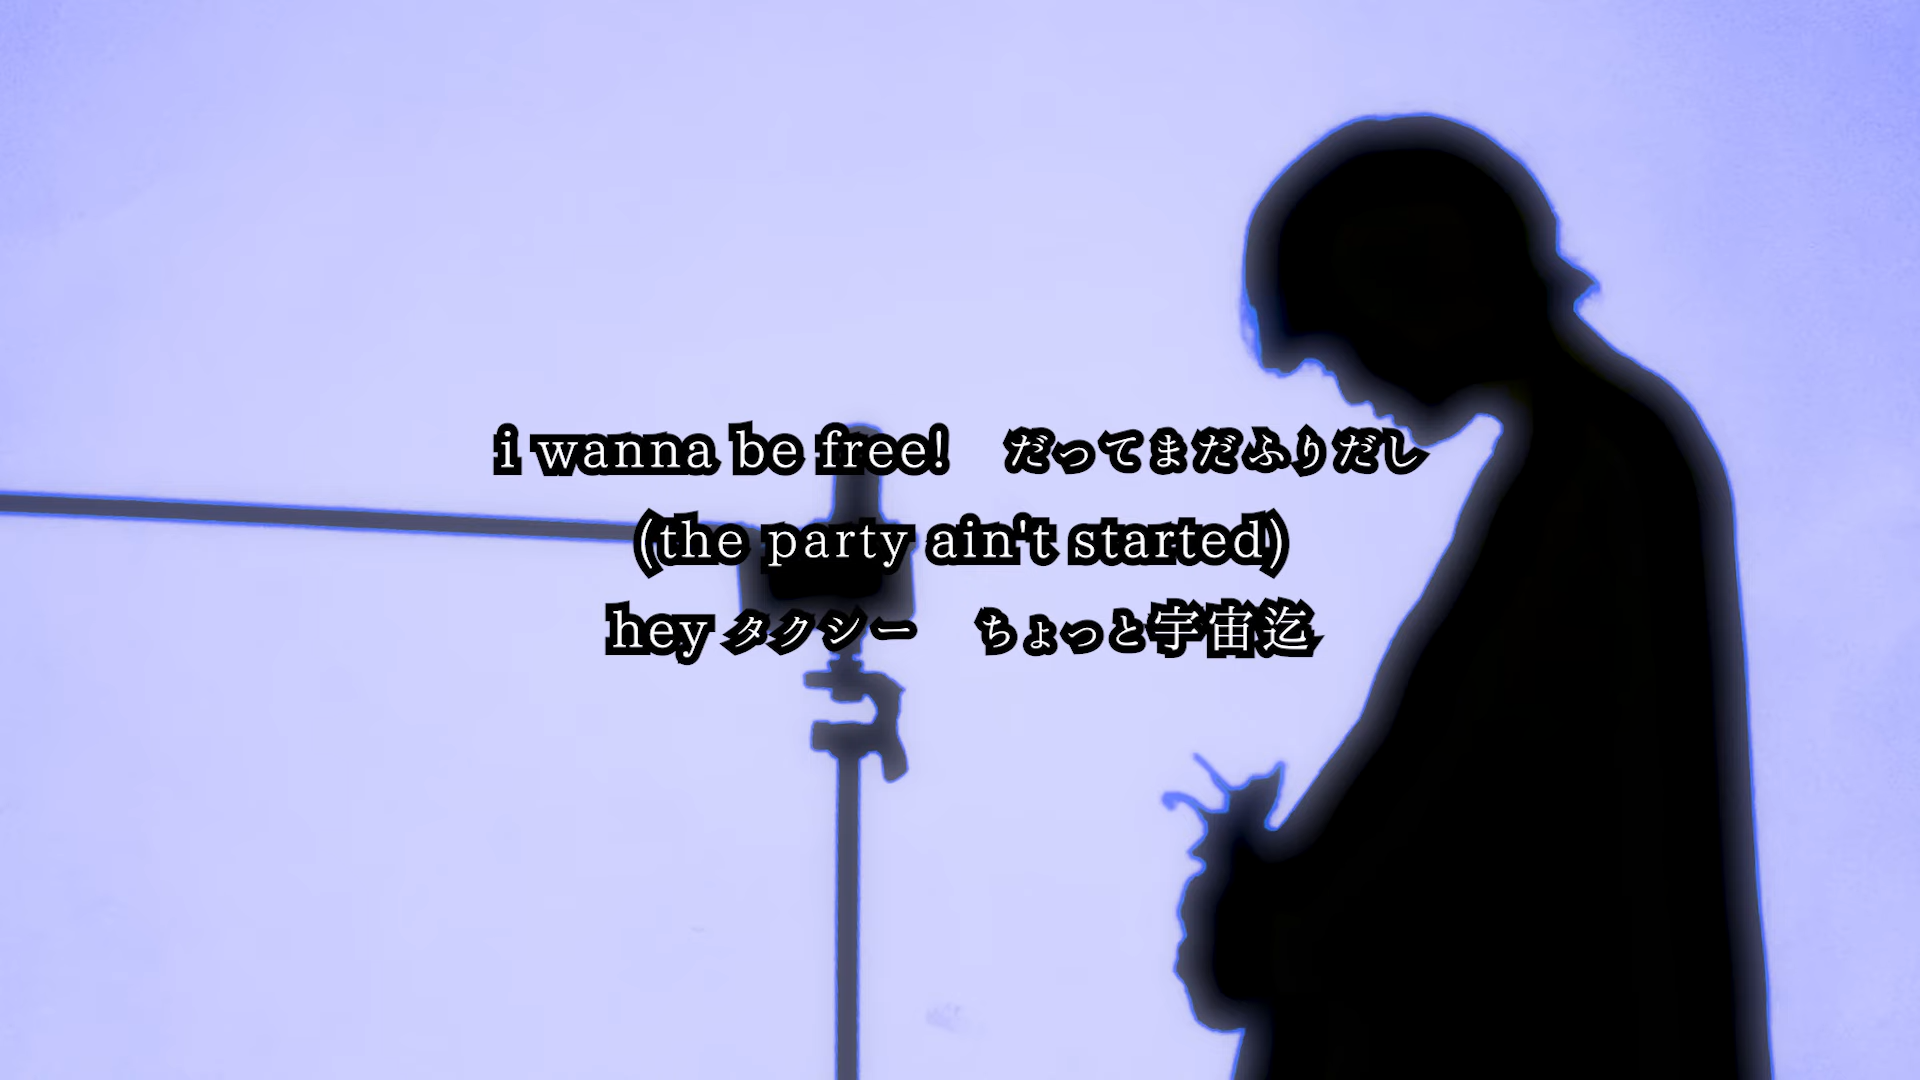 i wanna be free!　だってまだふりだし
(the party ain't started)
hey タクシー　ちょっと宇宙迄